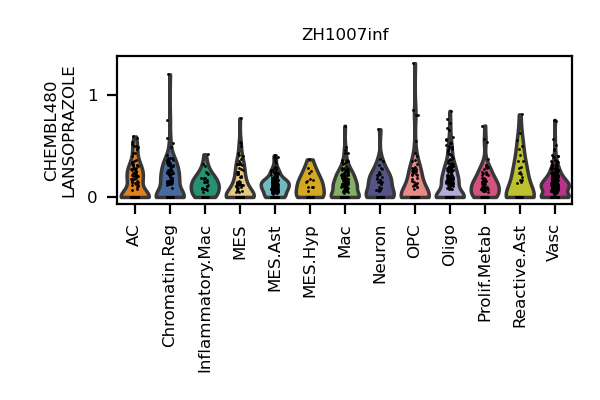 ZH1007inf
CHEMBL480
LANSOPRAZOLE
1
0
AC
Chromatin.Reg
Inflammatory.Mac
MES
MES.Ast
MES.Hyp
Mac
Neuron
OPC
Oligo
Prolif.Metab
Reactive.Ast
Vasc